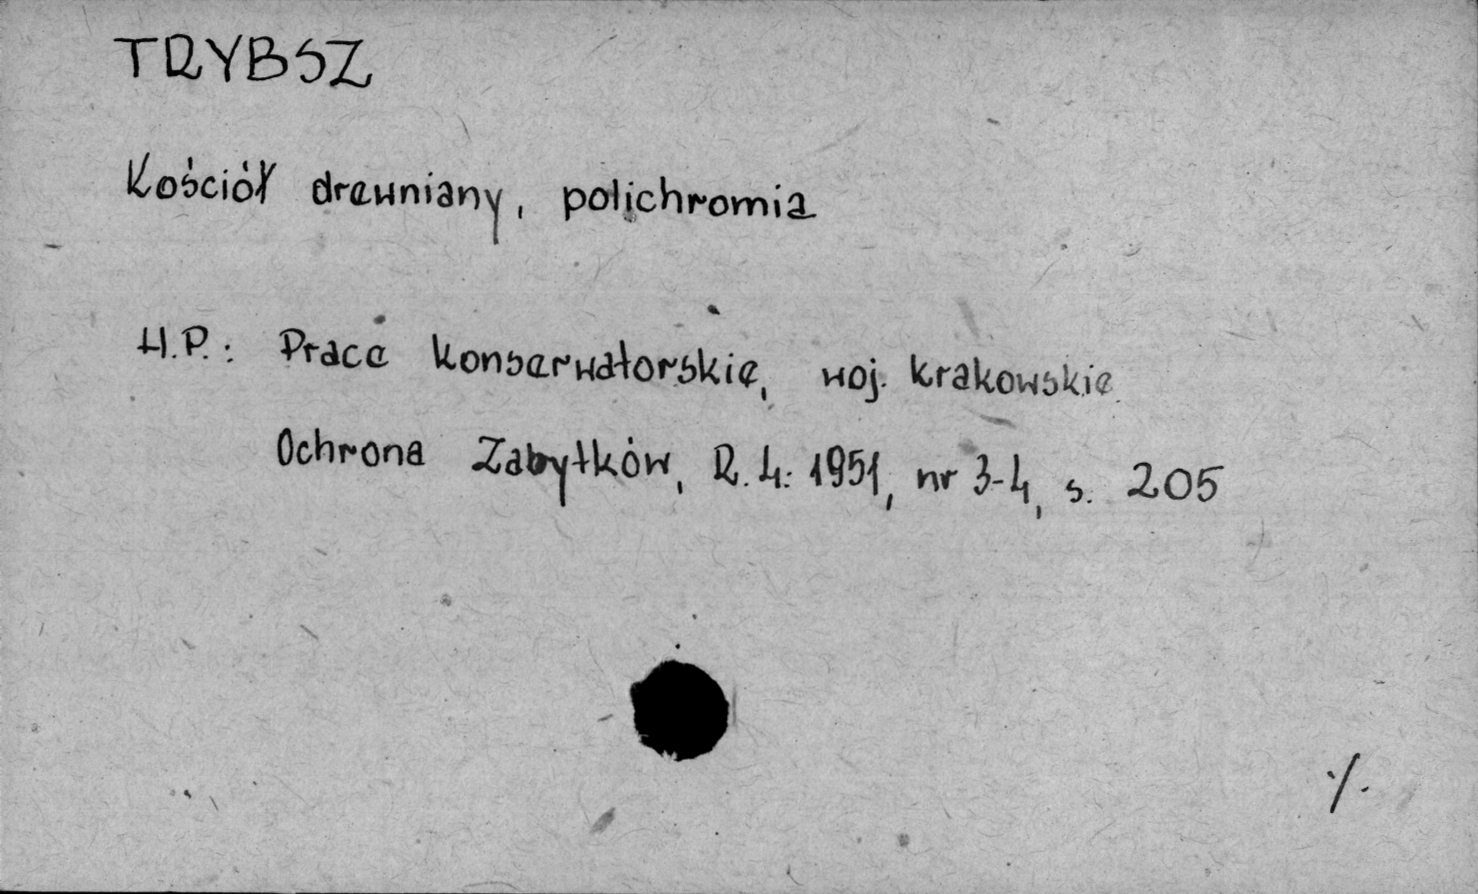 TRYBSZ
Kościół drewniany, polichromia
H.P.: Prace konserwatorskie, woj. krakowskie.
Ochrona Zabytków, R. 4: 1951, nr 3-4, s. 205
./.